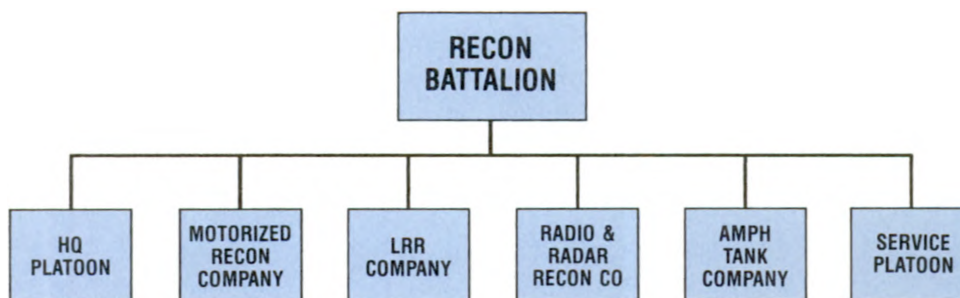 RECON
BATTALION
HQ
PLATOON
MOTORIZED
RECON
COMPANY
LRR
COMPANY
RADIO &
RADAR
RECON CO
AMPH
TANK
COMPANY
SERVICE
PLATOON